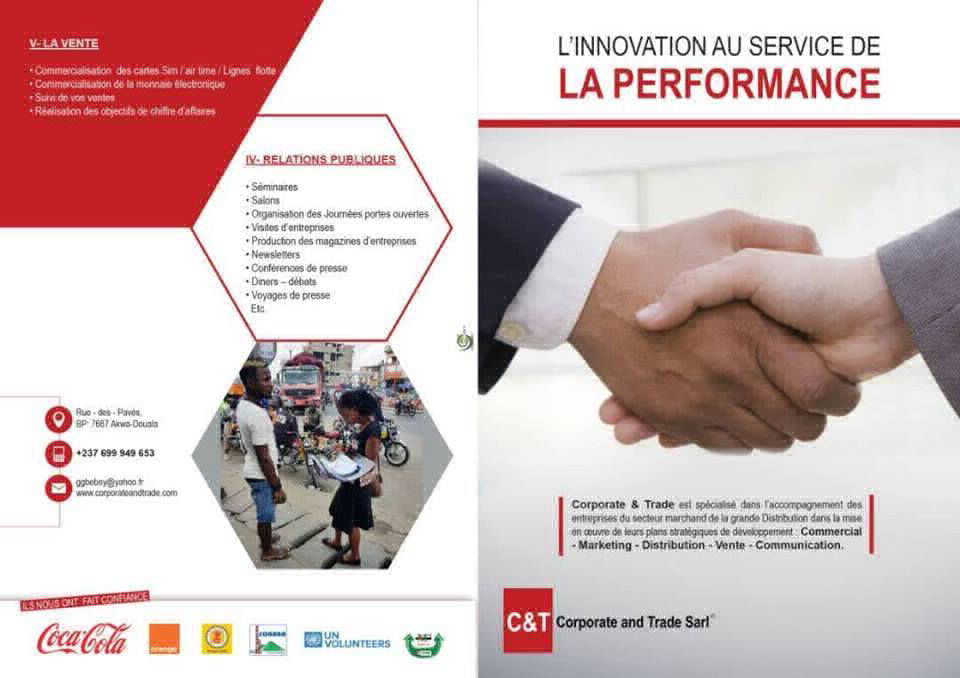 V- LA VENTE
• Commercialisation des cartes Sim / air time / Lignes flotte
• Commercialisation de la monnaie électronique
• Suivi de vos ventes
• Réalisation des objectifs de chiffre d'affaires
IV- RELATIONS PUBLIQUES
• Séminaires
• Salons
• Organisation des Journées portes ouvertes
• Visites d'entreprises
• Production des magazines d'entreprises
• Newsletters
• Conférences de presse
• Diners – débats
• Voyages de presse
Etc.
Rue - des - Pavés,
BP: 7667 Akwa-Douala
+237 699 949 653
ggbebey@yahoo.fr
www.corporateandtrade.com
ILS NOUS ONT FAIT CONFIANCE
Coca-Cola
orange
UN
VOLUNTEERS
L'INNOVATION AU SERVICE DE
LA PERFORMANCE
Corporate & Trade est spécialisé dans l'accompagnement des
entreprises du secteur marchand de la grande Distribution dans la mise
en œuvre de leurs plans stratégiques de développement : Commercial
- Marketing - Distribution - Vente - Communication.
C&T Corporate and Trade Sarl©